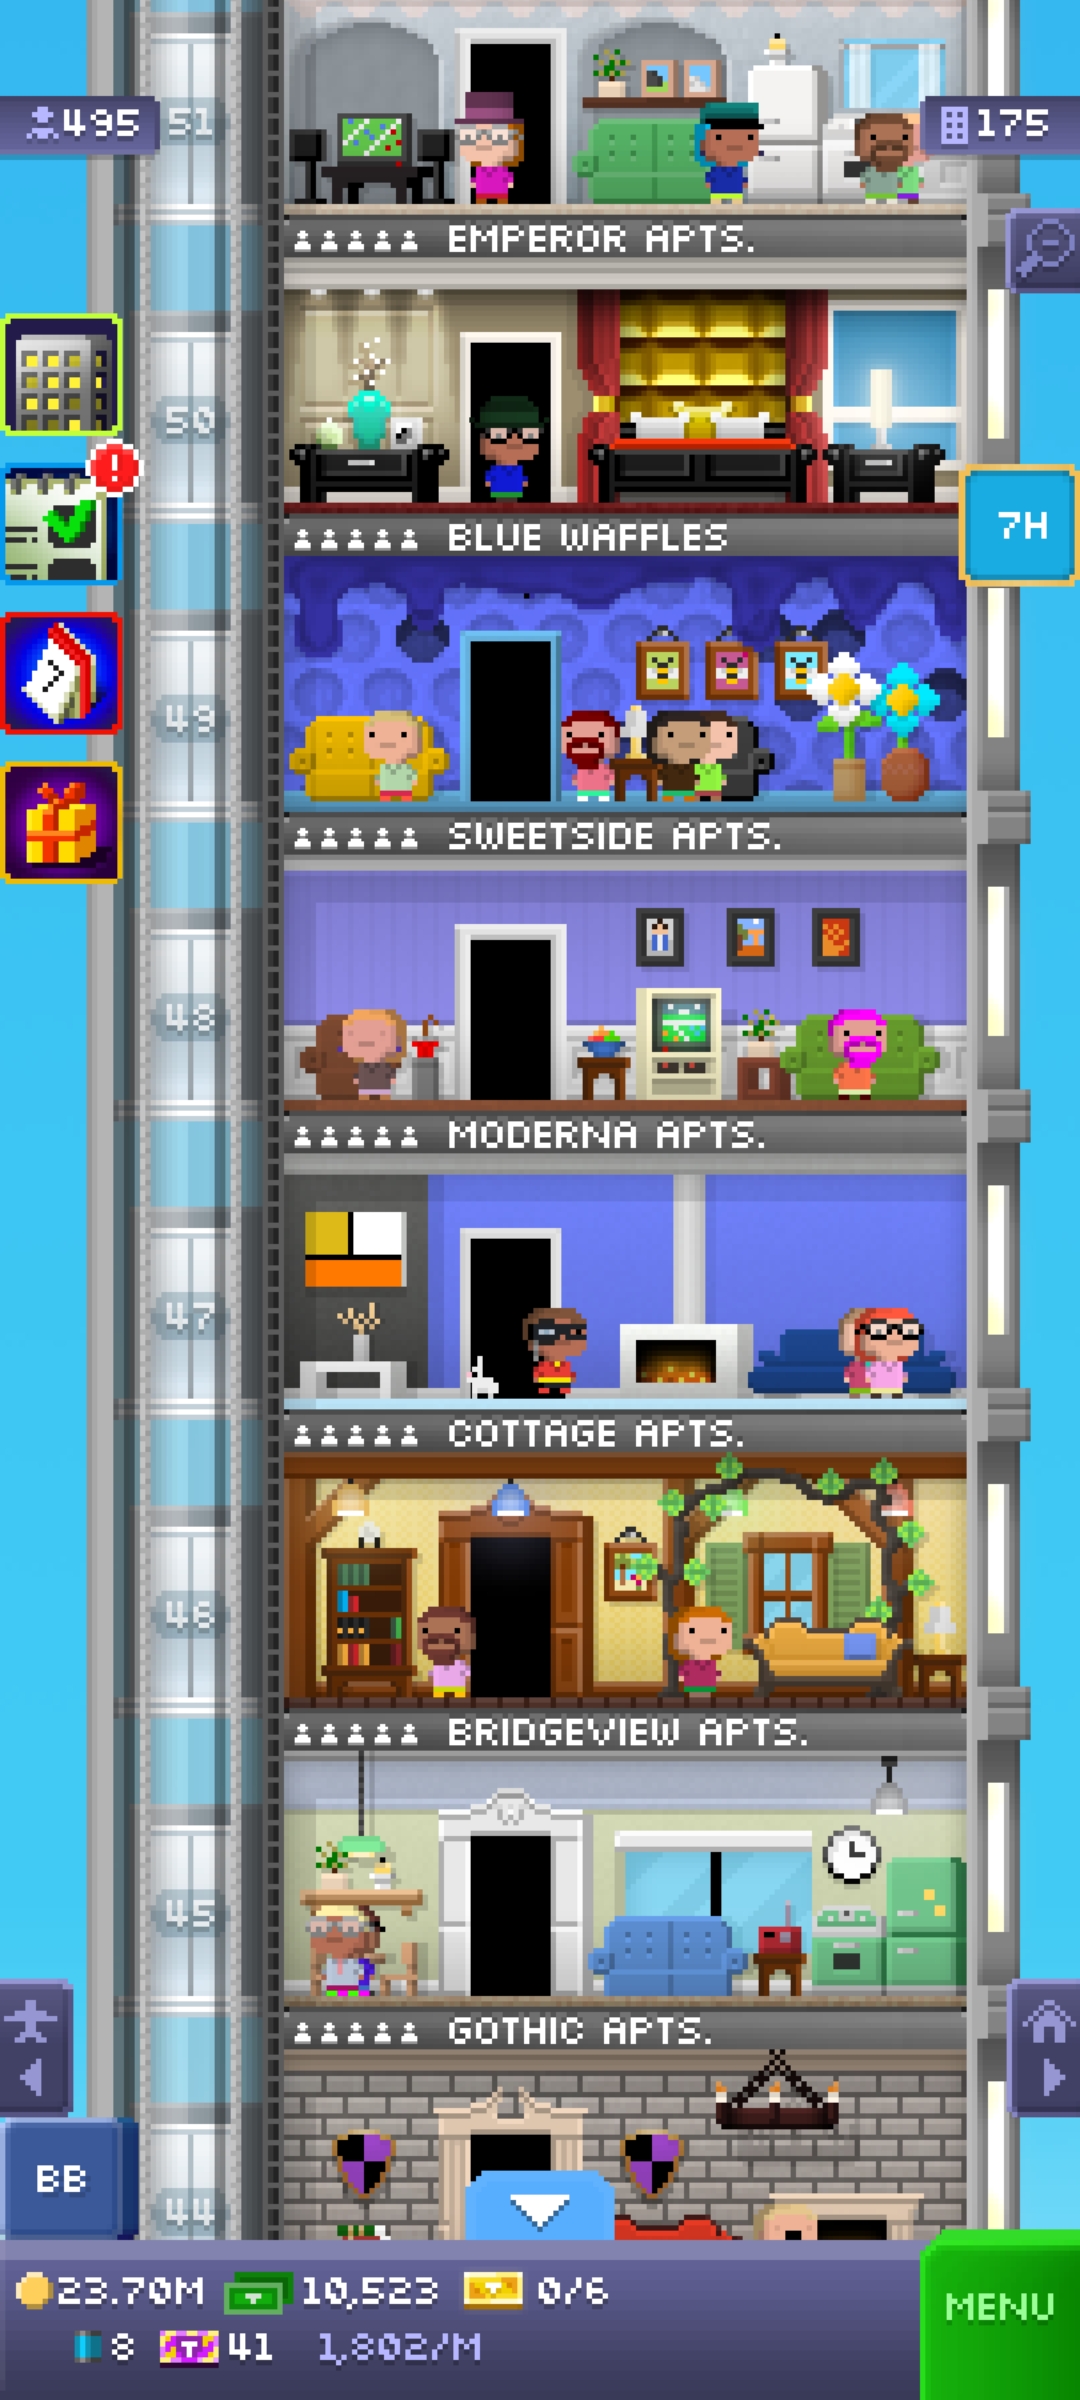 495
51
175
EMPEROR APTS.
50
7H
BLUE WAFFLES
49
SWEETSIDE APTS.
48
MODERNA APTS.
47
COTTAGE APTS.
46
BRIDGEVIEW APTS.
45
GOTHIC APTS.
44
BB
23.70M 10,523 0/6
MENU
8 T 41 1,802/M